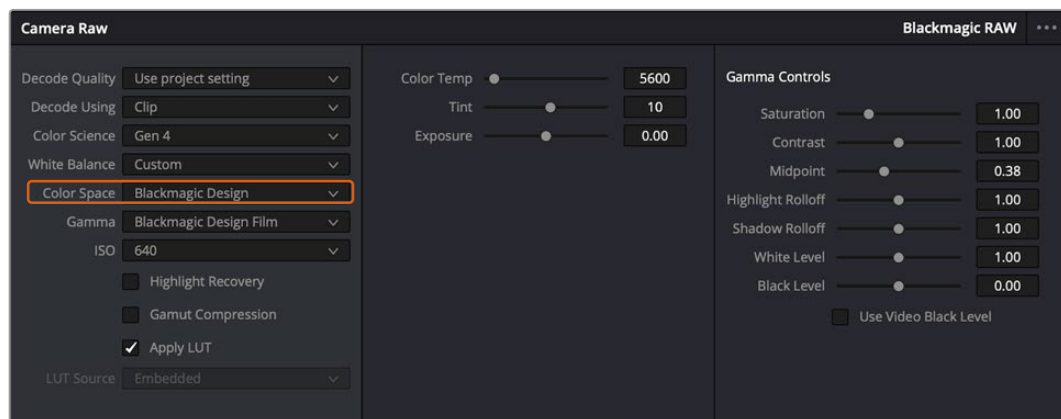 Camera Raw
Blackmagic RAW
Decode Quality Use project setting
Decode Using Clip
Color Science Gen 4
White Balance Custom
Color Space Blackmagic Design
Gamma Blackmagic Design Film
ISO 640
Highlight Recovery
Gamut Compression
Apply LUT
LUT Source Embedded
Color Temp 5600
Tint 10
Exposure 0.00
Gamma Controls
Saturation 1.00
Contrast 1.00
Midpoint 0.38
Highlight Rolloff 1.00
Shadow Rolloff 1.00
White Level 1.00
Black Level 0.00
Use Video Black Level